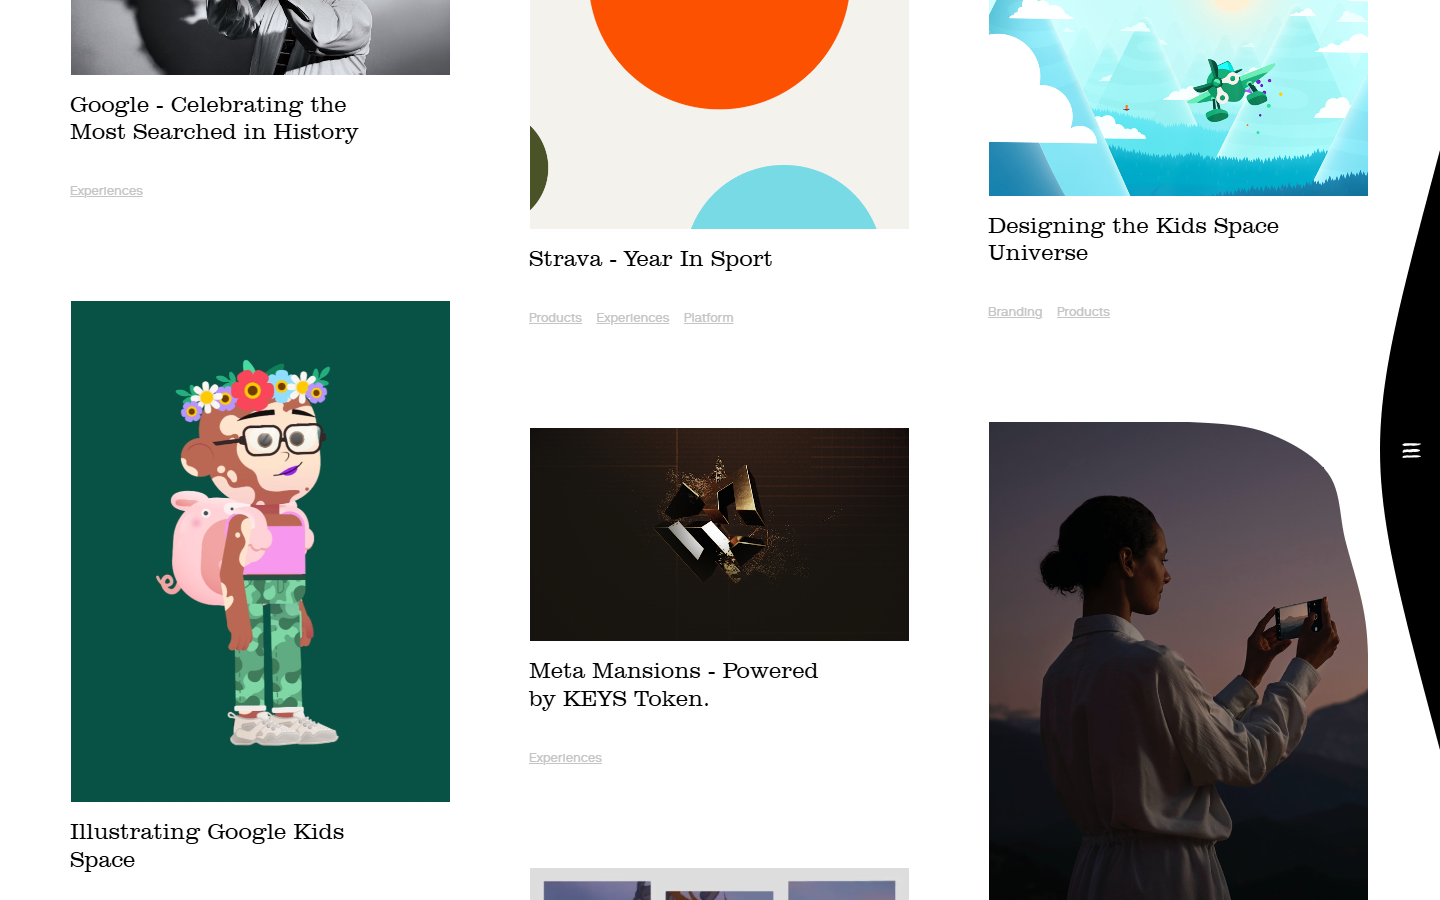 Google - Celebrating the
Most Searched in History
Experiences
Illustrating Google Kids
Space
Strava - Year In Sport
Products Experiences Platform
Meta Mansions - Powered
by KEYS Token.
Experiences
Designing the Kids Space
Universe
Branding Products